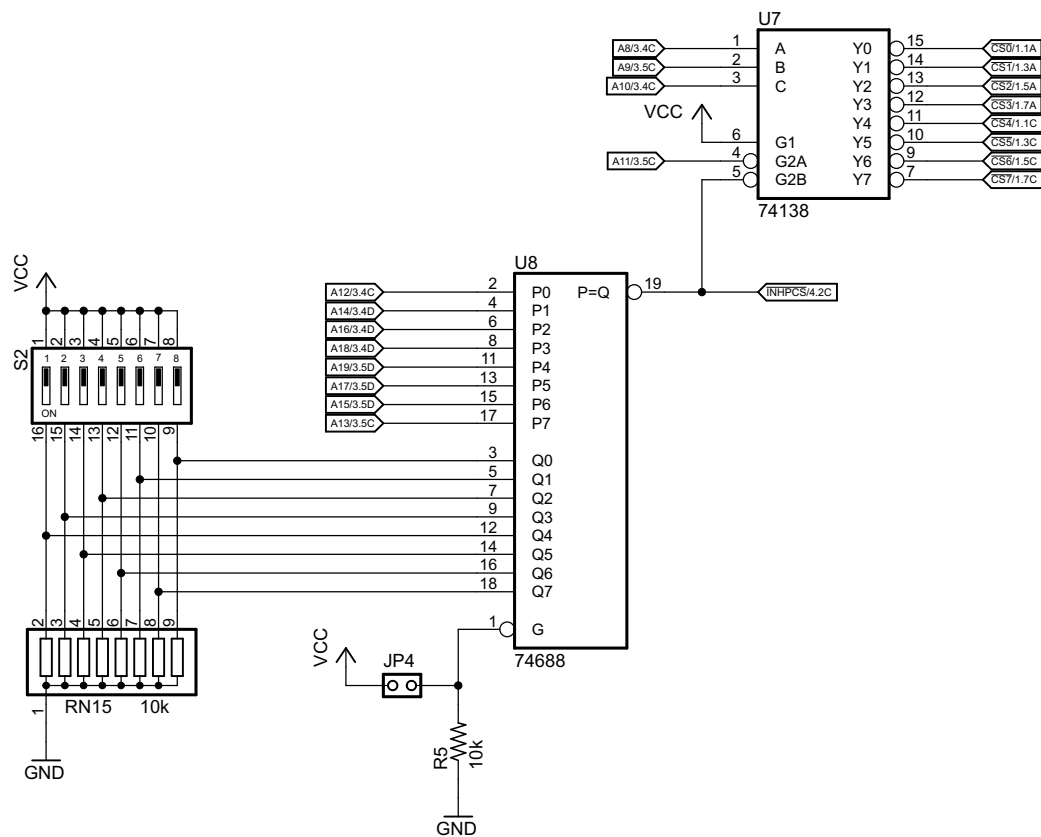 U7
A8/3.4C 1 A Y0 15 CS0/1.1A
A9/3.5C 2 B Y1 14 CS1/1.3A
A10/3.4C 3 C Y2 13 CS2/1.5A
Y3 12 CS3/1.7A
VCC Y4 11 CS4/1.1C
6 G1 Y5 10 CS5/1.3C
A11/3.5C 4 G2A Y6 9 CS6/1.5C
5 G2B Y7 7 CS7/1.7C
74138
U8
A12/3.4C 2 P0 P=Q 19 INHPCS/4.2C
A14/3.4D 4 P1
A16/3.4D 6 P2
A18/3.4D 8 P3
A19/3.5D 11 P4
A17/3.5D 13 P5
A15/3.5D 15 P6
A13/3.5C 17 P7
3 Q0
5 Q1
7 Q2
9 Q3
12 Q4
14 Q5
16 Q6
18 Q7
1 G
74688
VCC
1 2 3 4 5 6 7 8
S2
1 2 3 4 5 6 7 8
ON
16 15 14 13 12 11 10 9
2 3 4 5 6 7 8 9
RN15 10k
1
GND
VCC
JP4
R5
10k
GND